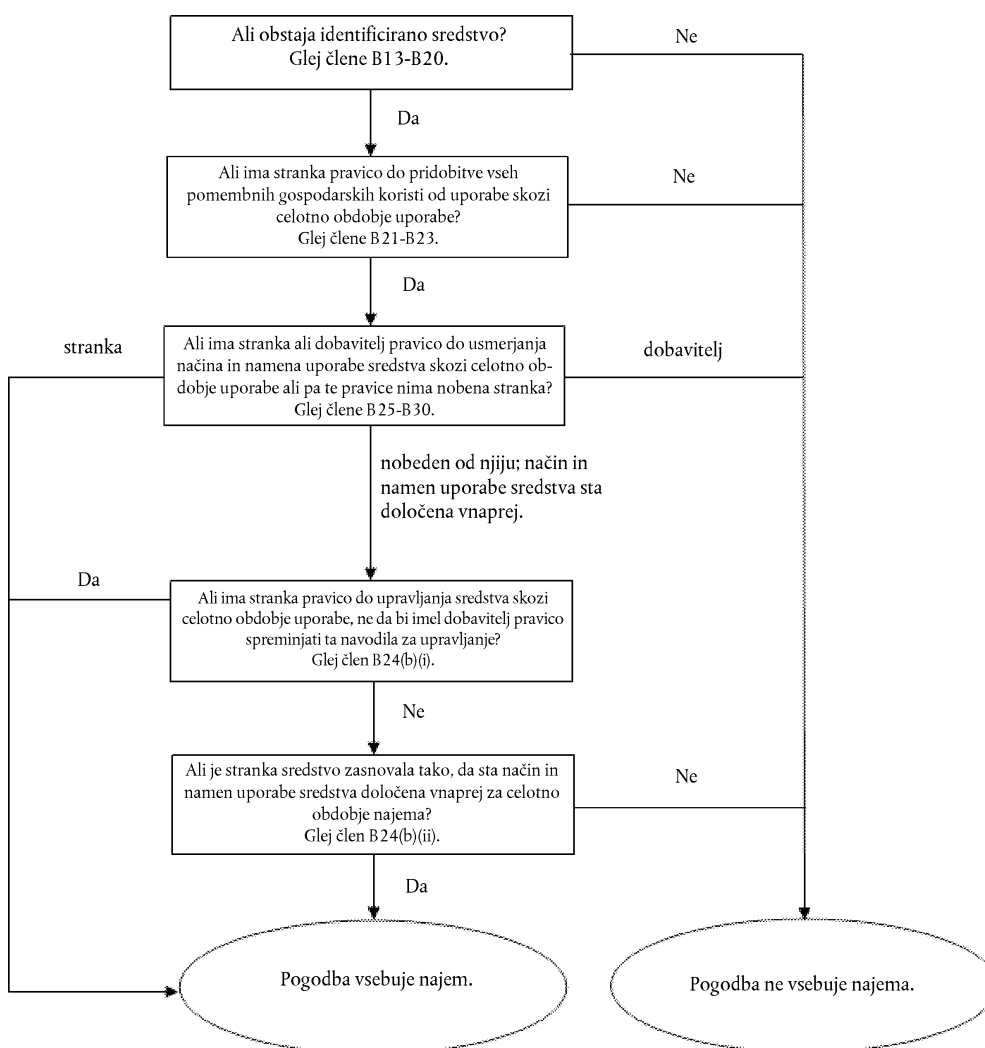 Ali obstaja identificirano sredstvo?
Glej člene B13-B20.
Ne
Da
Ali ima stranka pravico do pridobitve vseh
pomembnih gospodarskih koristi od uporabe skozi
celotno obdobje uporabe?
Glej člene B21-B23.
Ne
Da
stranka
Ali ima stranka ali dobavitelj pravico do usmerjanja
načina in namena uporabe sredstva skozi celotno ob-
dobje uporabe ali pa te pravice nima nobena stranka?
Glej člene B25-B30.
dobavitelj
nobeden od njiju; način in
namen uporabe sredstva sta
določena vnaprej.
Da
Ali ima stranka pravico do upravljanja sredstva skozi
celotno obdobje uporabe, ne da bi imel dobavitelj pravico
spreminjati ta navodila za upravljanje?
Glej člen B24(b)(i).
Ne
Ali je stranka sredstvo zasnovala tako, da sta način in
namen uporabe sredstva določena vnaprej za celotno
obdobje najema?
Glej člen B24(b)(ii).
Ne
Da
Pogodba vsebuje najem.
Pogodba ne vsebuje najema.